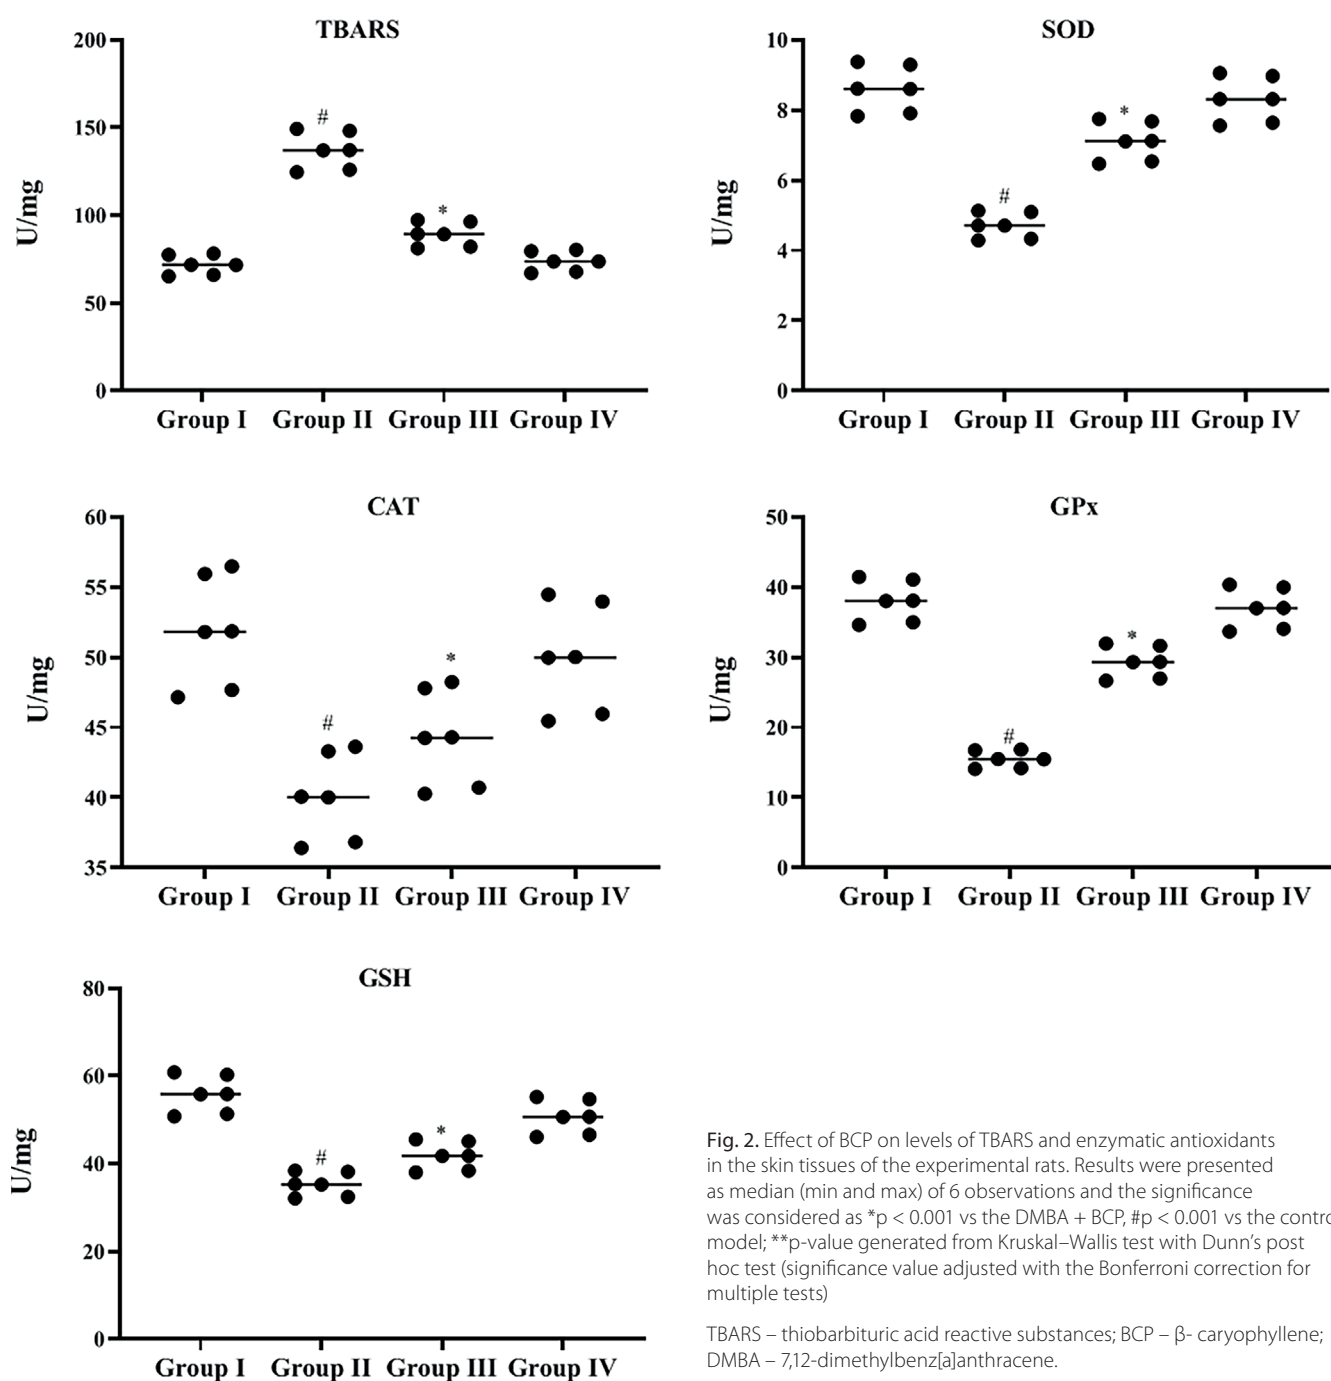 TBARS
200
150
100
50
0
U/mg
#
*
Group I Group II Group III Group IV
SOD
10
8
6
4
2
0
U/mg
#
*
Group I Group II Group III Group IV
CAT
60
55
50
45
40
35
U/mg
#
*
Group I Group II Group III Group IV
GPx
50
40
30
20
10
0
U/mg
#
*
Group I Group II Group III Group IV
GSH
80
60
40
20
0
U/mg
#
*
Group I Group II Group III Group IV
Fig. 2. Effect of BCP on levels of TBARS and enzymatic antioxidants
in the skin tissues of the experimental rats. Results were presented
as median (min and max) of 6 observations and the significance
was considered as *p < 0.001 vs the DMBA + BCP, #p < 0.001 vs the contro
model; **p-value generated from Kruskal–Wallis test with Dunn's post
hoc test (significance value adjusted with the Bonferroni correction for
multiple tests)
TBARS – thiobarbituric acid reactive substances; BCP – β- caryophyllene;
DMBA – 7,12-dimethylbenz[a]anthracene.